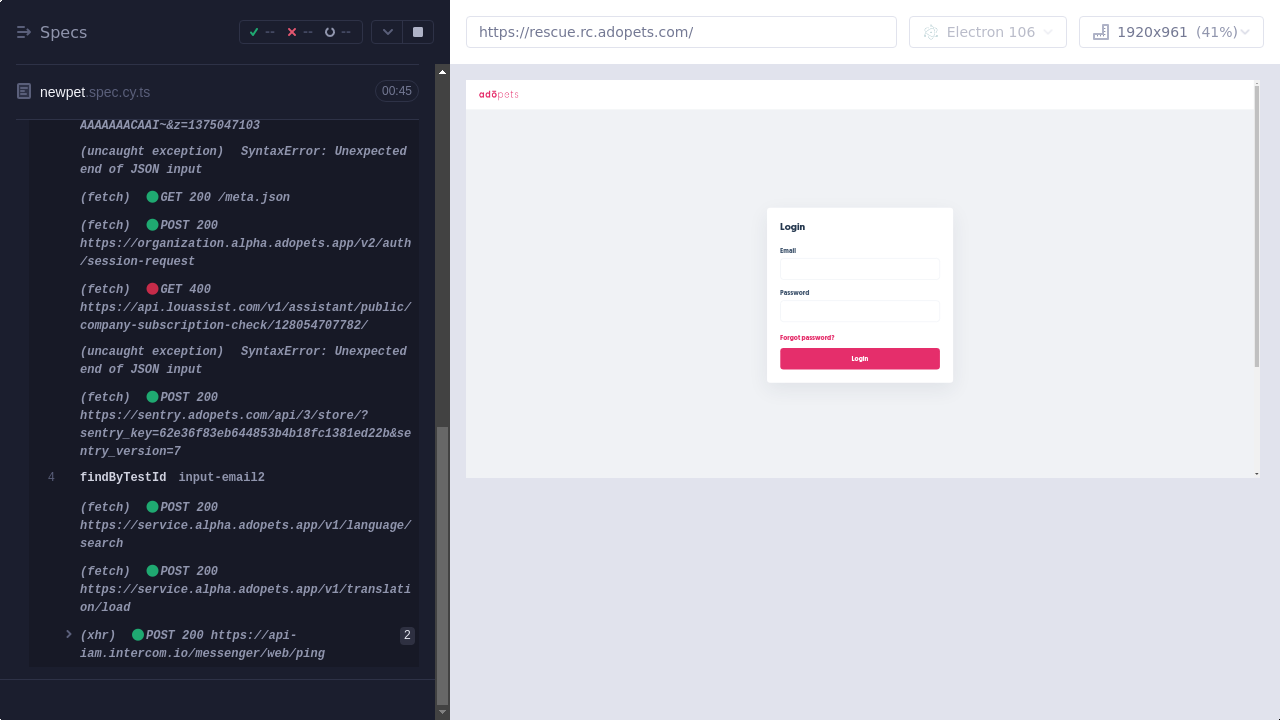 Specs
--
--
--
newpet.spec.cy.ts
00:45
AAAAAAACAAI~&z=1375047103
(uncaught exception) SyntaxError: Unexpected
end of JSON input
(fetch) GET 200 /meta.json
(fetch) POST 200
https://organization.alpha.adopets.app/v2/auth
/session-request
(fetch) GET 400
https://api.louassist.com/v1/assistant/public/
company-subscription-check/128054707782/
(uncaught exception) SyntaxError: Unexpected
end of JSON input
(fetch) POST 200
https://sentry.adopets.com/api/3/store/?
sentry_key=62e36f83eb644853b4b18fc1381ed22b&se
ntry_version=7
4 findByTestId input-email2
(fetch) POST 200
https://service.alpha.adopets.app/v1/language/
search
(fetch) POST 200
https://service.alpha.adopets.app/v1/translati
on/load
(xhr) POST 200 https://api-
iam.intercom.io/messenger/web/ping
2
https://rescue.rc.adopets.com/
Electron 106
1920x961 (41%)
adōpets
Login
Email
Password
Forgot password?
Login